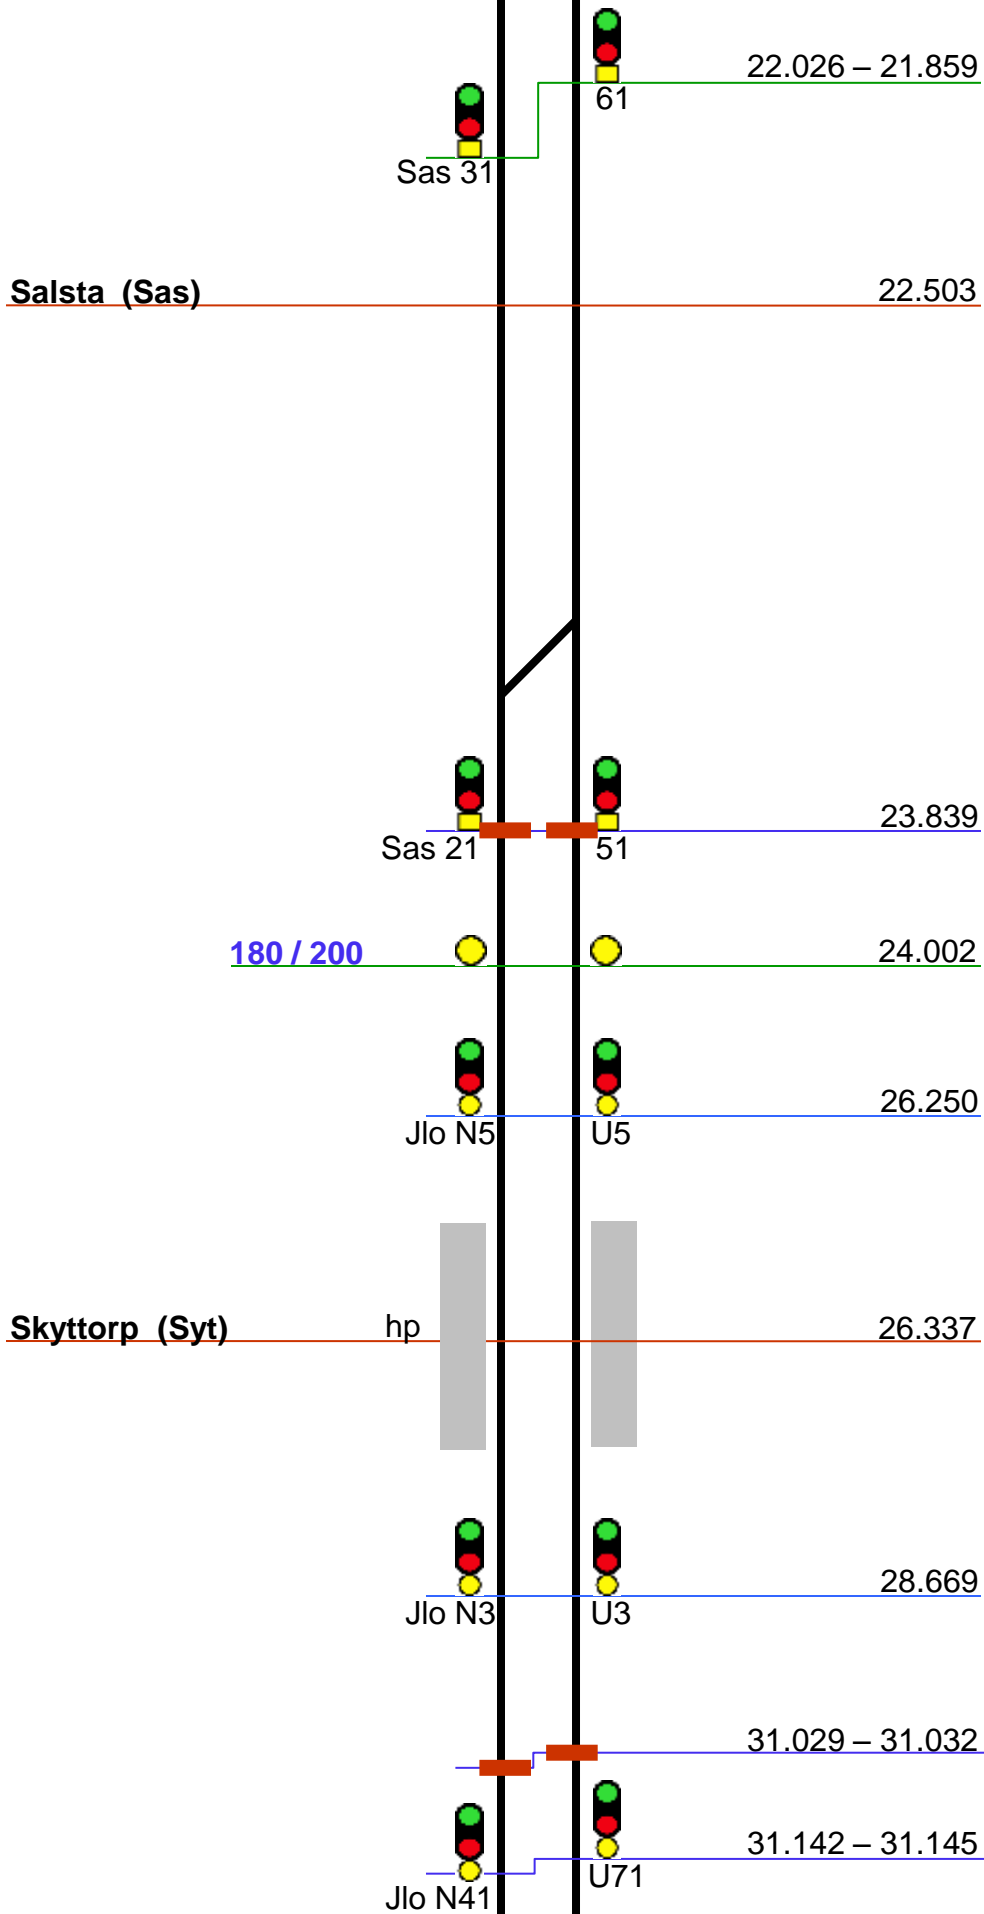 22.026 – 21.859
61
Sas 31
Salsta (Sas) 22.503
23.839
Sas 21 51
180 / 200 24.002
26.250
Jlo N5 U5
Skyttorp (Syt) hp 26.337
28.669
Jlo N3 U3
31.029 – 31.032
31.142 – 31.145
U71
Jlo N41